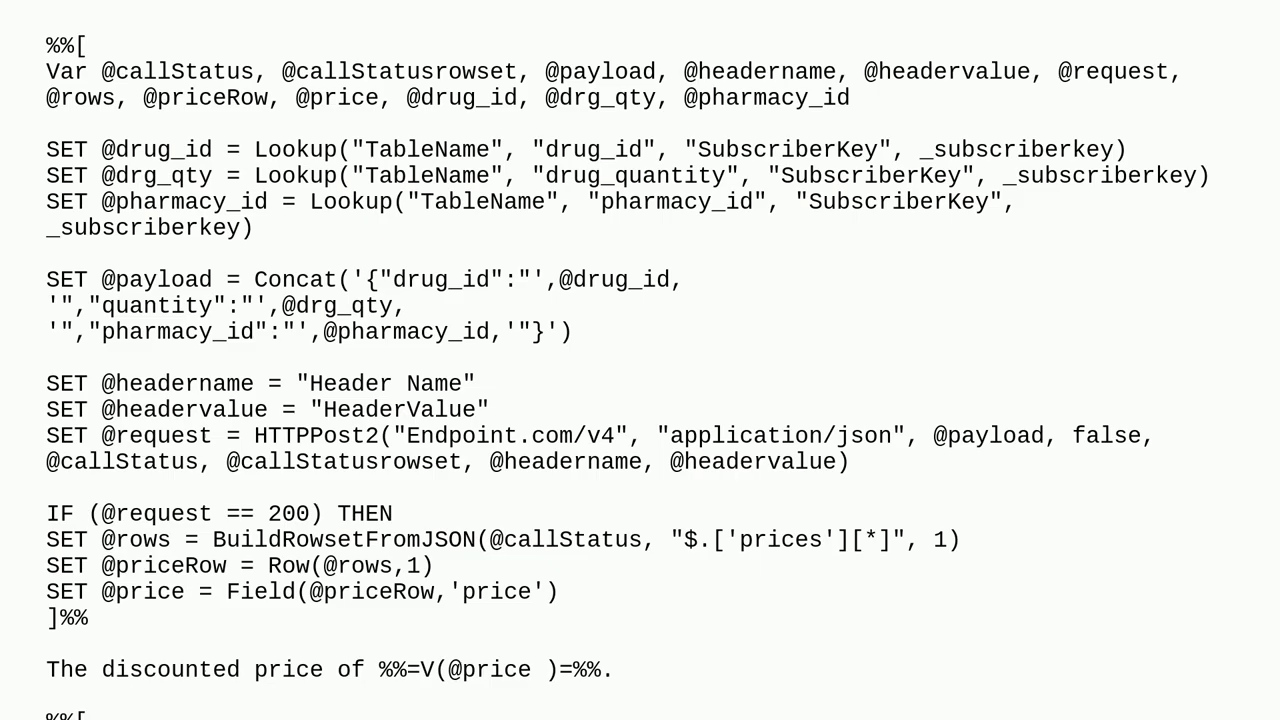 %%[
Var @callStatus, @callStatusrowset, @payload, @headername, @headervalue, @request,
@rows, @priceRow, @price, @drug_id, @drg_qty, @pharmacy_id
SET @drug_id = Lookup("TableName", "drug_id", "SubscriberKey", _subscriberkey)
SET @drg_qty = Lookup("TableName", "drug_quantity", "SubscriberKey", _subscriberkey)
SET @pharmacy_id = Lookup("TableName", "pharmacy_id", "SubscriberKey",
_subscriberkey)
SET @payload = Concat('{"drug_id":"',@drug_id,
'","quantity":"',@drg_qty,
'","pharmacy_id":"',@pharmacy_id,'"}')
SET @headername = "Header Name"
SET @headervalue = "HeaderValue"
SET @request = HTTPPost2("Endpoint.com/v4", "application/json", @payload, false,
@callStatus, @callStatusrowset, @headername, @headervalue)
IF (@request == 200) THEN
SET @rows = BuildRowsetFromJSON(@callStatus, "$.['prices'][*]", 1)
SET @priceRow = Row(@rows,1)
SET @price = Field(@priceRow,'price')
]%%
The discounted price of %%=V(@price )=%%.
%%[